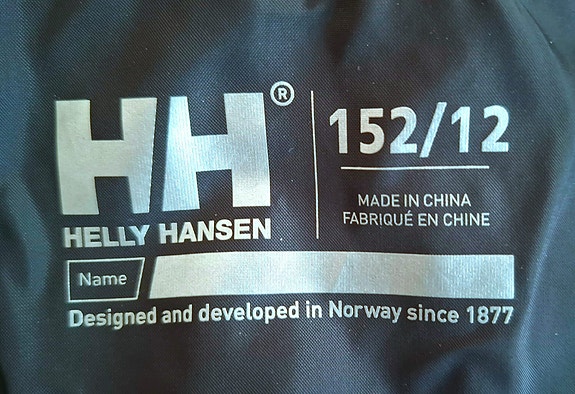 HH®
HELLY HANSEN
152/12
MADE IN CHINA
FABRIQUÉ EN CHINE
Name
Designed and developed in Norway since 1877